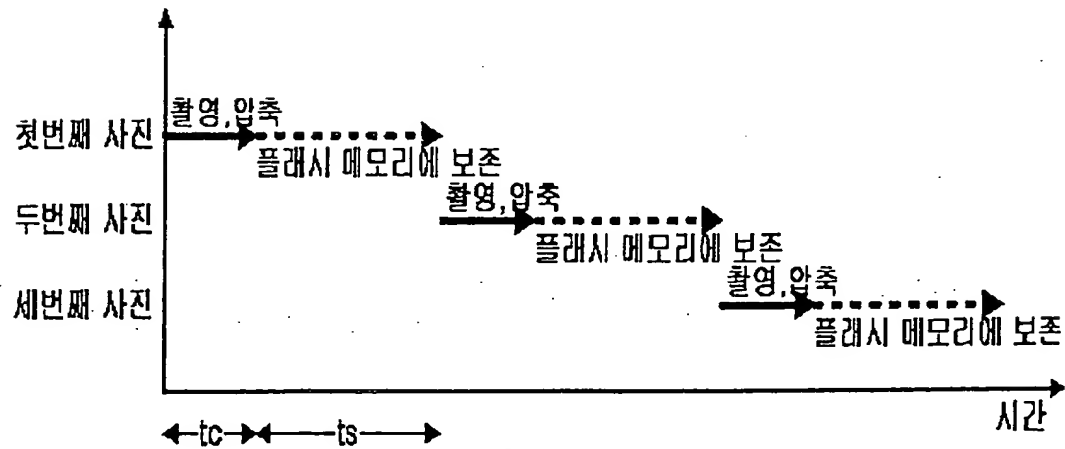 촬영,압축
첫번째 사진
플래시 메모리에 보존
촬영,압축
두번째 사진
플래시 메모리에 보존
촬영,압축
세번째 사진
플래시 메모리에 보존
시간
tc ts